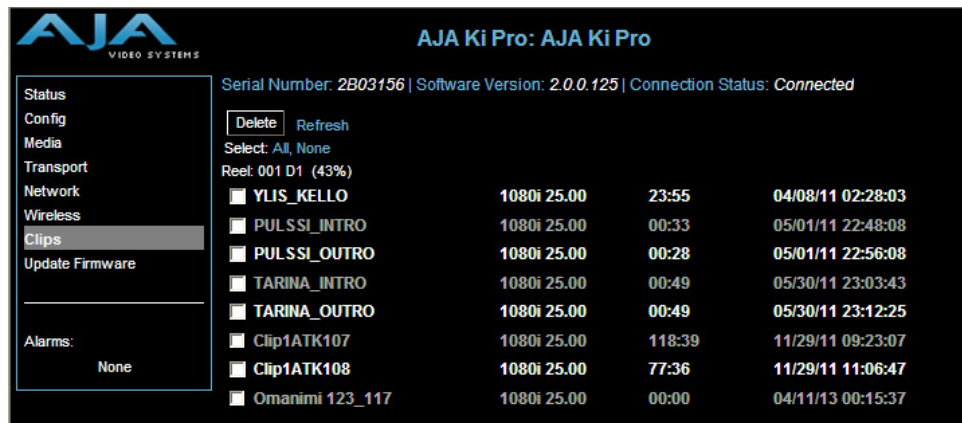 AJA
VIDEO SYSTEMS
AJA Ki Pro: AJA Ki Pro
Status
Config
Media
Transport
Network
Wireless
Clips
Update Firmware
Alarms:
None
Serial Number: 2B03156 | Software Version: 2.0.0.125 | Connection Status: Connected
Delete Refresh
Select: All, None
Reel: 001 D1 (43%)
YLIS_KELLO 1080i 25.00 23:55 04/08/11 02:28:03
PULSSI_INTRO 1080i 25.00 00:33 05/01/11 22:48:08
PULSSI_OUTRO 1080i 25.00 00:28 05/01/11 22:56:08
TARINA_INTRO 1080i 25.00 00:49 05/30/11 23:03:43
TARINA_OUTRO 1080i 25.00 00:49 05/30/11 23:12:25
Clip1ATK107 1080i 25.00 118:39 11/29/11 09:23:07
Clip1ATK108 1080i 25.00 77:36 11/29/11 11:06:47
Omanimi 123_117 1080i 25.00 00:00 04/11/13 00:15:37